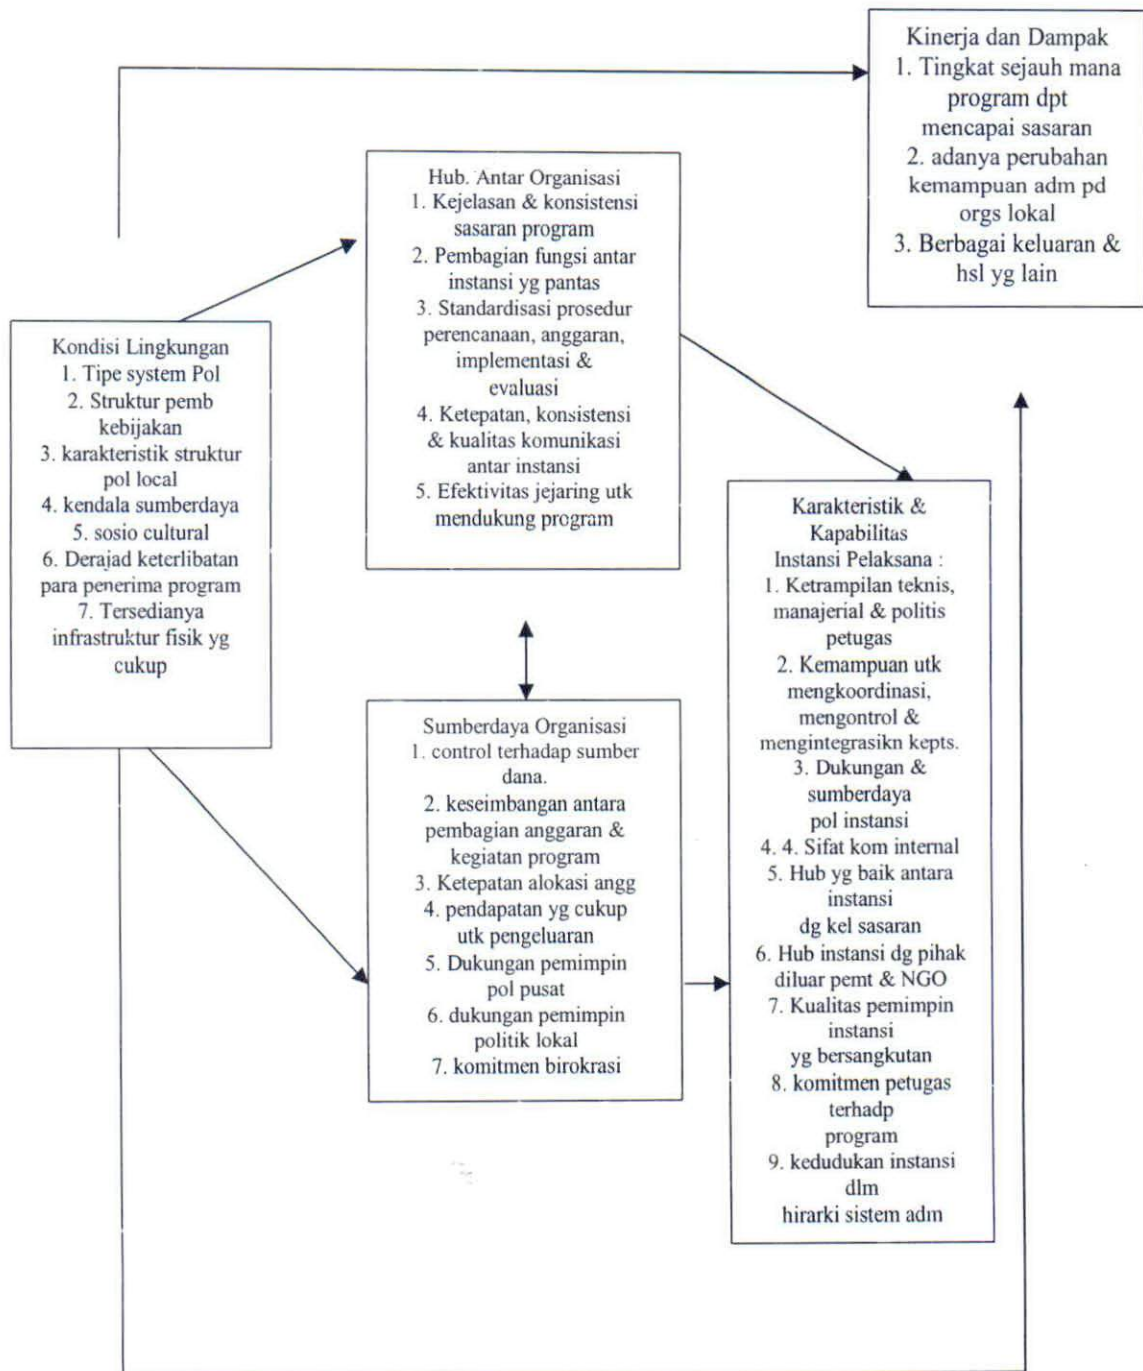 Kinerja dan Dampak
1. Tingkat sejauh mana
program dpt
mencapai sasaran
2. adanya perubahan
kemampuan adm pd
orgs lokal
3. Berbagai keluaran &
hsl yg lain
Hub. Antar Organisasi
1. Kejelasan & konsistensi
sasaran program
2. Pembagian fungsi antar
instansi yg pantas
3. Standardisasi prosedur
perencanaan, anggaran,
implementasi &
evaluasi
4. Ketepatan, konsistensi
& kualitas komunikasi
antar instansi
5. Efektivitas jejaring utk
mendukung program
Kondisi Lingkungan
1. Tipe system Pol
2. Struktur pemb
kebijakan
3. karakteristik struktur
pol local
4. kendala sumberdaya
5. sosio cultural
6. Derajad keterlibatan
para penerima program
7. Tersedianya
infrastruktur fisik yg
cukup
Sumberdaya Organisasi
1. control terhadap sumber
dana.
2. keseimbangan antara
pembagian anggaran &
kegiatan program
3. Ketepatan alokasi angg
4. pendapatan yg cukup
utk pengeluaran
5. Dukungan pemimpin
pol pusat
6. dukungan pemimpin
politik lokal
7. komitmen birokrasi
Karakteristik &
Kapabilitas
Instansi Pelaksana :
1. Ketrampilan teknis,
manajerial & politis
petugas
2. Kemampuan utk
mengkoordinasi,
mengontrol &
mengintegrasikn kepts.
3. Dukungan &
sumberdaya
pol instansi
4. 4. Sifat kom internal
5. Hub yg baik antara
instansi
dg kel sasaran
6. Hub instansi dg pihak
diluar pemt & NGO
7. Kualitas pemimpin
instansi
yg bersangkutan
8. komitmen petugas
terhadp
program
9. kedudukan instansi
dlm
hirarki sistem adm